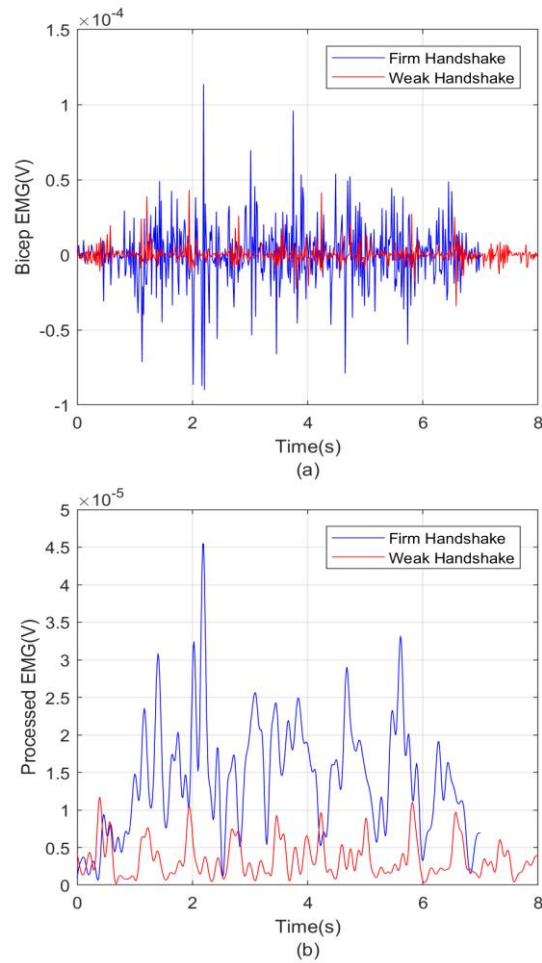 ×10^-4
1.5
1
0.5
0
-0.5
-1
Bicep EMG(V)
Firm Handshake
Weak Handshake
0 2 4 6 8
Time(s)
(a)
×10^-5
5
4.5
4
3.5
3
2.5
2
1.5
1
0.5
0
Processed EMG(V)
Firm Handshake
Weak Handshake
0 2 4 6 8
Time(s)
(b)